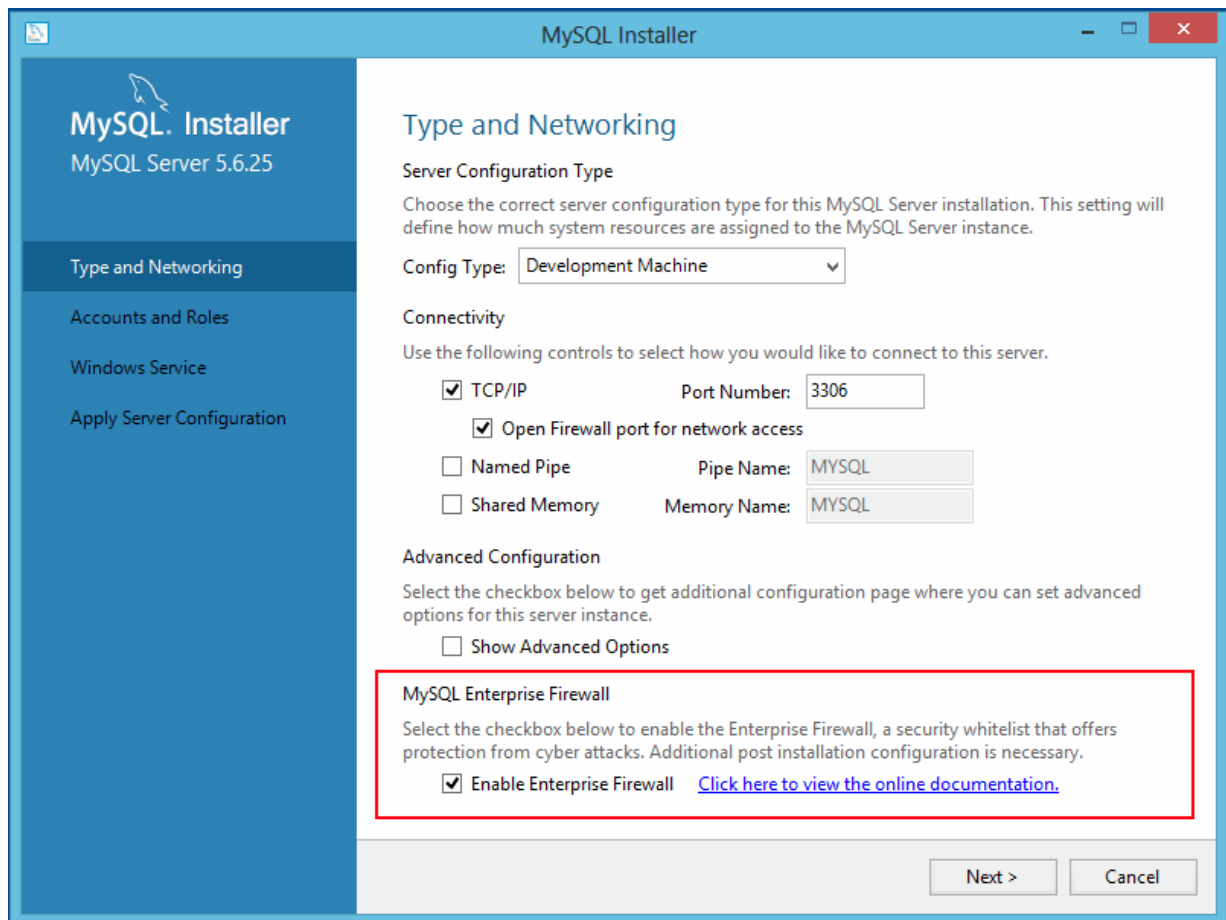 MySQL Installer
MySQL. Installer
MySQL Server 5.6.25
Type and Networking
Accounts and Roles
Windows Service
Apply Server Configuration
Type and Networking
Server Configuration Type
Choose the correct server configuration type for this MySQL Server installation. This setting will
define how much system resources are assigned to the MySQL Server instance.
Config Type: Development Machine
Connectivity
Use the following controls to select how you would like to connect to this server.
TCP/IP Port Number: 3306
Open Firewall port for network access
Named Pipe Pipe Name: MYSQL
Shared Memory Memory Name: MYSQL
Advanced Configuration
Select the checkbox below to get additional configuration page where you can set advanced
options for this server instance.
Show Advanced Options
MySQL Enterprise Firewall
Select the checkbox below to enable the Enterprise Firewall, a security whitelist that offers
protection from cyber attacks. Additional post installation configuration is necessary.
Enable Enterprise Firewall Click here to view the online documentation.
Next > Cancel